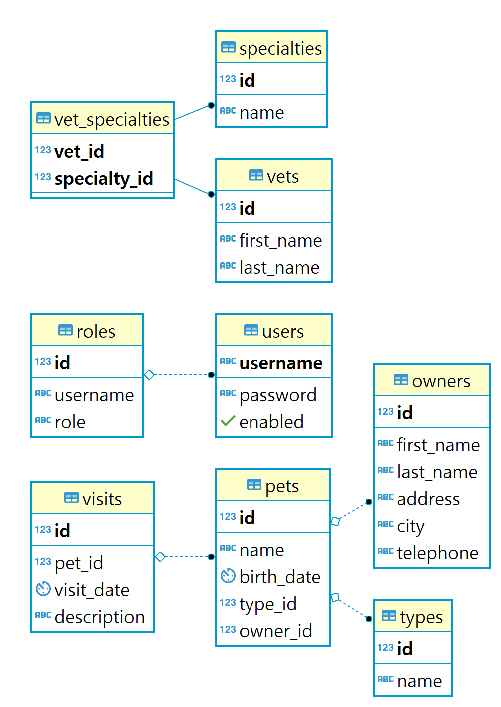 specialties
123 id
ABC name
vet_specialties
123 vet_id
123 specialty_id
vets
123 id
ABC first_name
ABC last_name
roles
123 id
ABC username
ABC role
users
ABC username
ABC password
enabled
owners
123 id
ABC first_name
ABC last_name
ABC address
ABC city
ABC telephone
visits
123 id
123 pet_id
visit_date
ABC description
pets
123 id
ABC name
birth_date
123 type_id
123 owner_id
types
123 id
ABC name